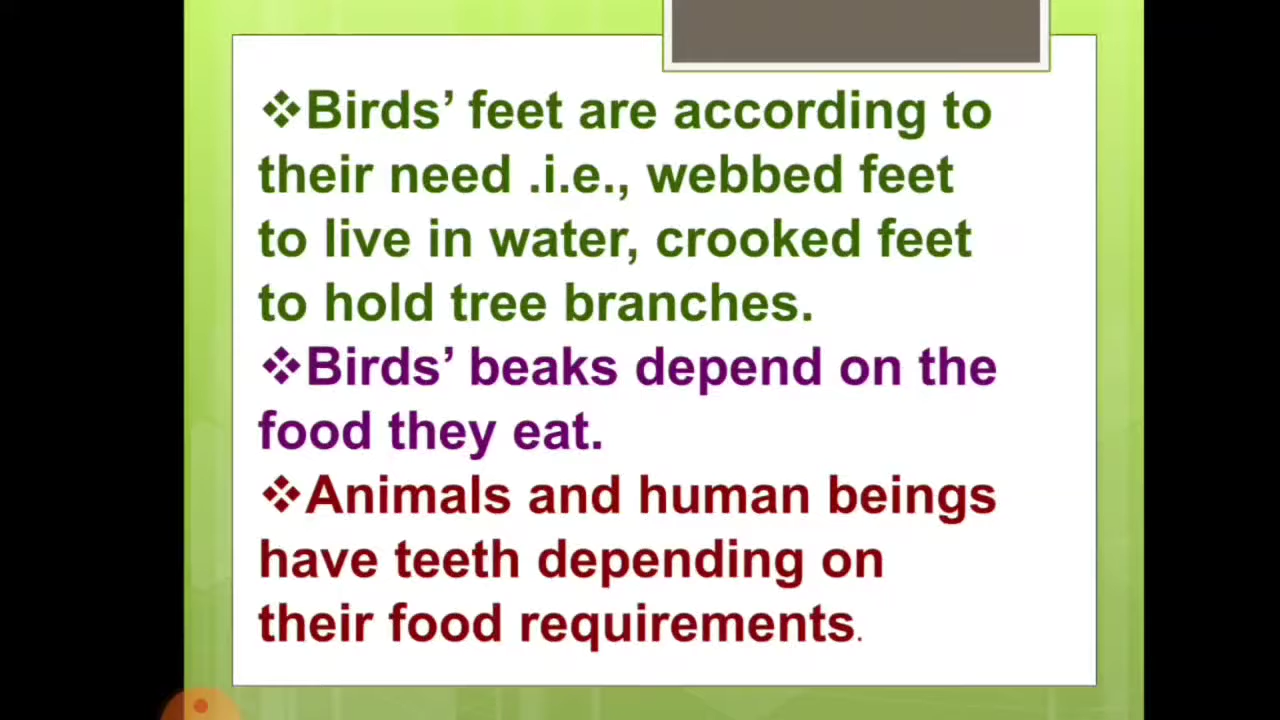 ❖Birds’ feet are according to
their need .i.e., webbed feet
to live in water, crooked feet
to hold tree branches.
❖Birds’ beaks depend on the
food they eat.
❖Animals and human beings
have teeth depending on
their food requirements.